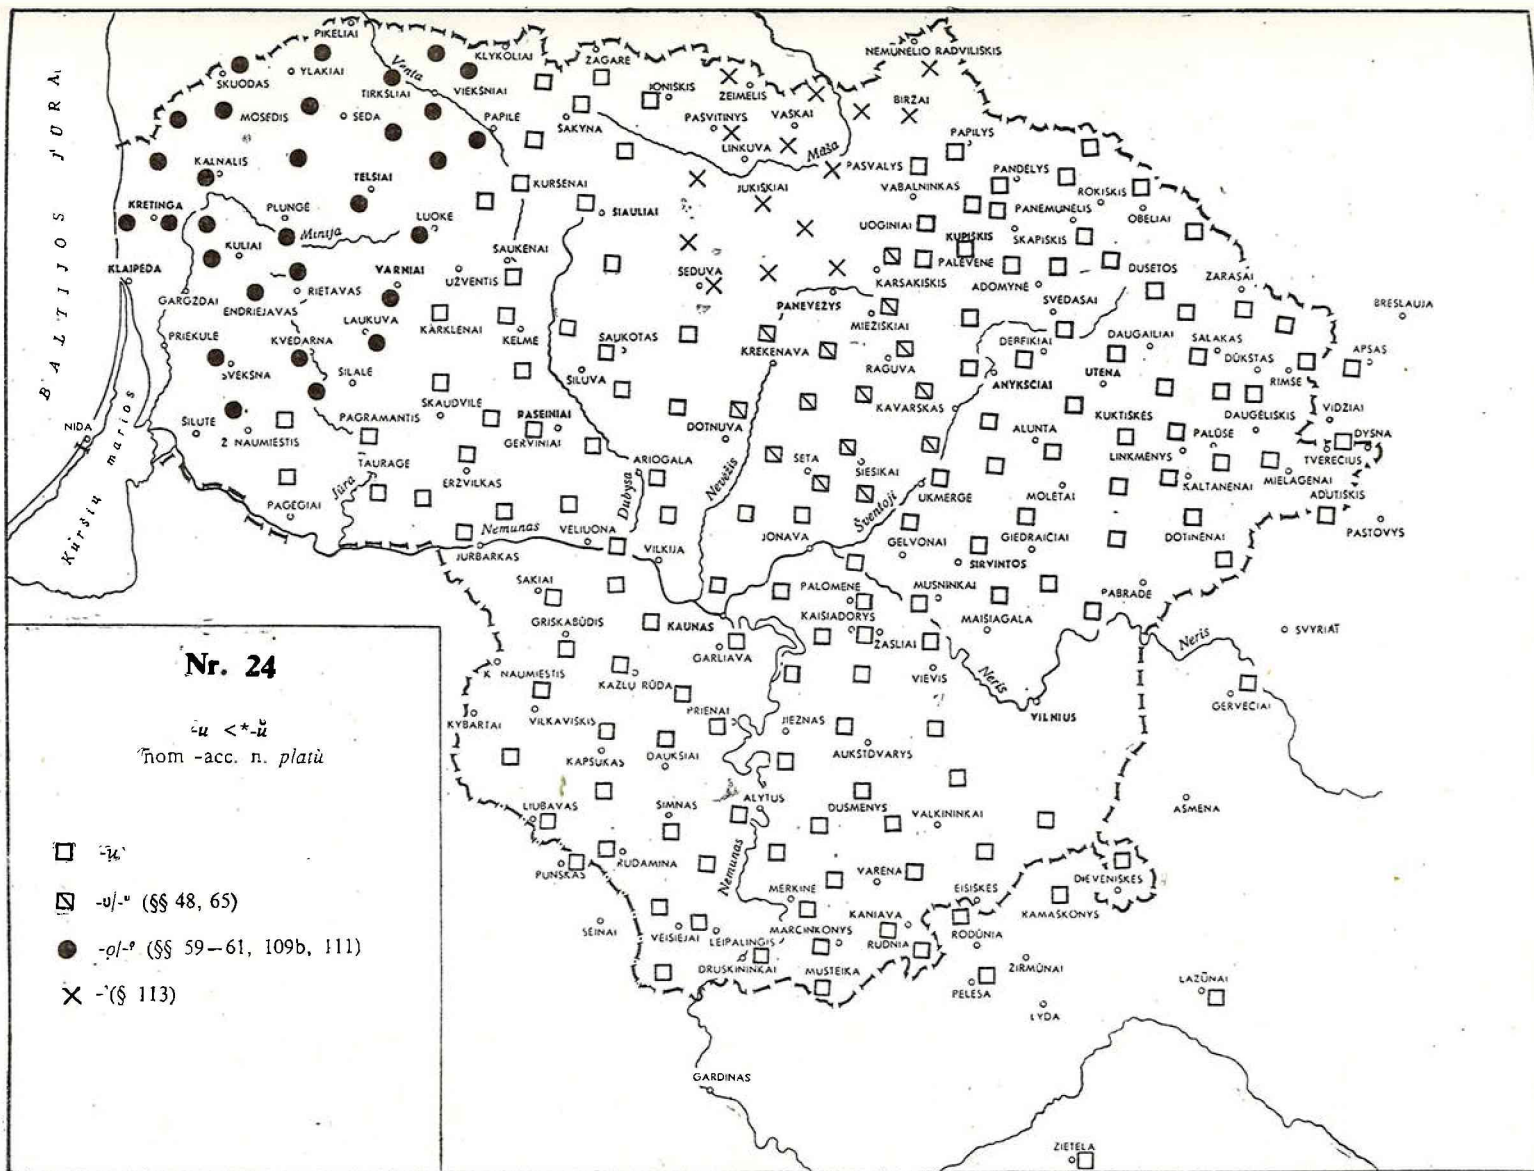 BALTIJOS JŪRA
PIKELIAI
SKUODAS
YLAKIAI
Venta
KLYKOLIAI
ŽAGARĖ
NEMUNĖLIO RADVILIŠKIS
TIRKŠLIAI
VIEKŠNIAI
JONIŠKIS
ŽEIMELIS
BIRŽAI
MOSĖDIS
SEDA
PAPILĖ
ŠAKYNA
PAŠVITINYS
VAŠKAI
PAPILYS
LINKUVA
Mūša
PASVALYS
KALNALIS
TELŠIAI
KURŠĖNAI
JUKIŠKIAI
VABALNINKAS
PANDĖLYS
ROKIŠKIS
KRETINGA
PLUNGĖ
LUOKĖ
ŠIAULIAI
PANEMUNĖLIS
OBELIAI
Minija
UOGINIAI
SKAPIŠKIS
KULIAI
ŠAUKĖNAI
KUPIŠKIS
KLAIPĖDA
VARNIAI
UŽVENTIS
ŠEDUVA
KARSAKIŠKIS
PALĖVENĖ
DUSETOS
ZARASAI
GARGŽDAI
RIETAVAS
ADOMYNĖ
PANEVĖŽYS
SVĖDASAI
BRESLAUJA
ENDRIEJAVAS
LAUKUVA
KARKLĖNAI
MIEŽIŠKIAI
PRIEKULĖ
KVĖDARNA
KELMĖ
ŠAUKOTAS
KREKENAVA
DEBEIKIAI
DAUGAILIAI
SALAKAS
APSAS
ŠVĖKŠNA
ŠILALĖ
ŠILUVA
RAGUVA
ANYKŠČIAI
UTENA
DŪKŠTAS
RIMŠĖ
SKAUDVILĖ
KAVARSKAS
ŠILUTĖ
Ž NAUMIESTIS
PAGRAMANTIS
RASEINIAI
DOTNUVA
ALUNTA
KUKTIŠKĖS
DAUGĖLIŠKIS
VIDŽIAI
NIDA
GERVINIAI
PALŪŠĖ
DYSNA
TAURAGĖ
ARIOGALA
ŠĖTA
SIESIKAI
LINKMENYS
TVEREČIUS
ERŽVILKAS
Nevėžis
UKMERGĖ
MOLĖTAI
KALTANĖNAI
MIELAGĖNAI
ADUTIŠKIS
PAGĖGIAI
Jūra
Dubysa
Šventoji
Kuršių marios
Nemunas
VELIUONA
JONAVA
GELVONAI
GIEDRAIČIAI
DOTINĖNAI
PASTOVYS
JURBARKAS
VILKIJA
ŠIRVINTOS
ŠAKIAI
PALOMENĖ
MUSNINKAI
PABRADĖ
GRIŠKABŪDIS
KAUNAS
KAIŠIADORYS
MAIŠIAGALA
SVYRIAI
GARLIAVA
ŽASLIAI
Neris
K NAUMIESTIS
KAZLŲ RŪDA
VIEVIS
Neris
KYBARTAI
VILKAVIŠKIS
PRIENAI
JIEZNAS
VILNIUS
GERVĖČIAI
KAPSUKAS
DAUKŠIAI
AUKŠTDVARYS
LIUBAVAS
SIMNAS
ALYTUS
DUSMENYS
VALKININKAI
AŠMENA
PUNSKAS
RUDAMINA
Nemunas
MERKINĖ
VARĖNA
EIŠIŠKĖS
DIEVENIŠKĖS
SEINAI
VEISIEJAI
LEIPALINGIS
MARCINKONYS
KANIAVA
RODŪNIA
RAMAŠKONYS
DRUSKININKAI
RUDNIA
MUSTEIKA
ŽIRMŪNAI
PELESA
LAZŪNAI
LYDA
GARDINAS
ZIETELA
Nr. 24
-u <*-ŭ
nom -acc. n. platù
-u
-ʋ/-ᶷ (§§ 48, 65)
-ọ/-ᵒ (§§ 59—61, 109b, 111)
-ʽ(§ 113)